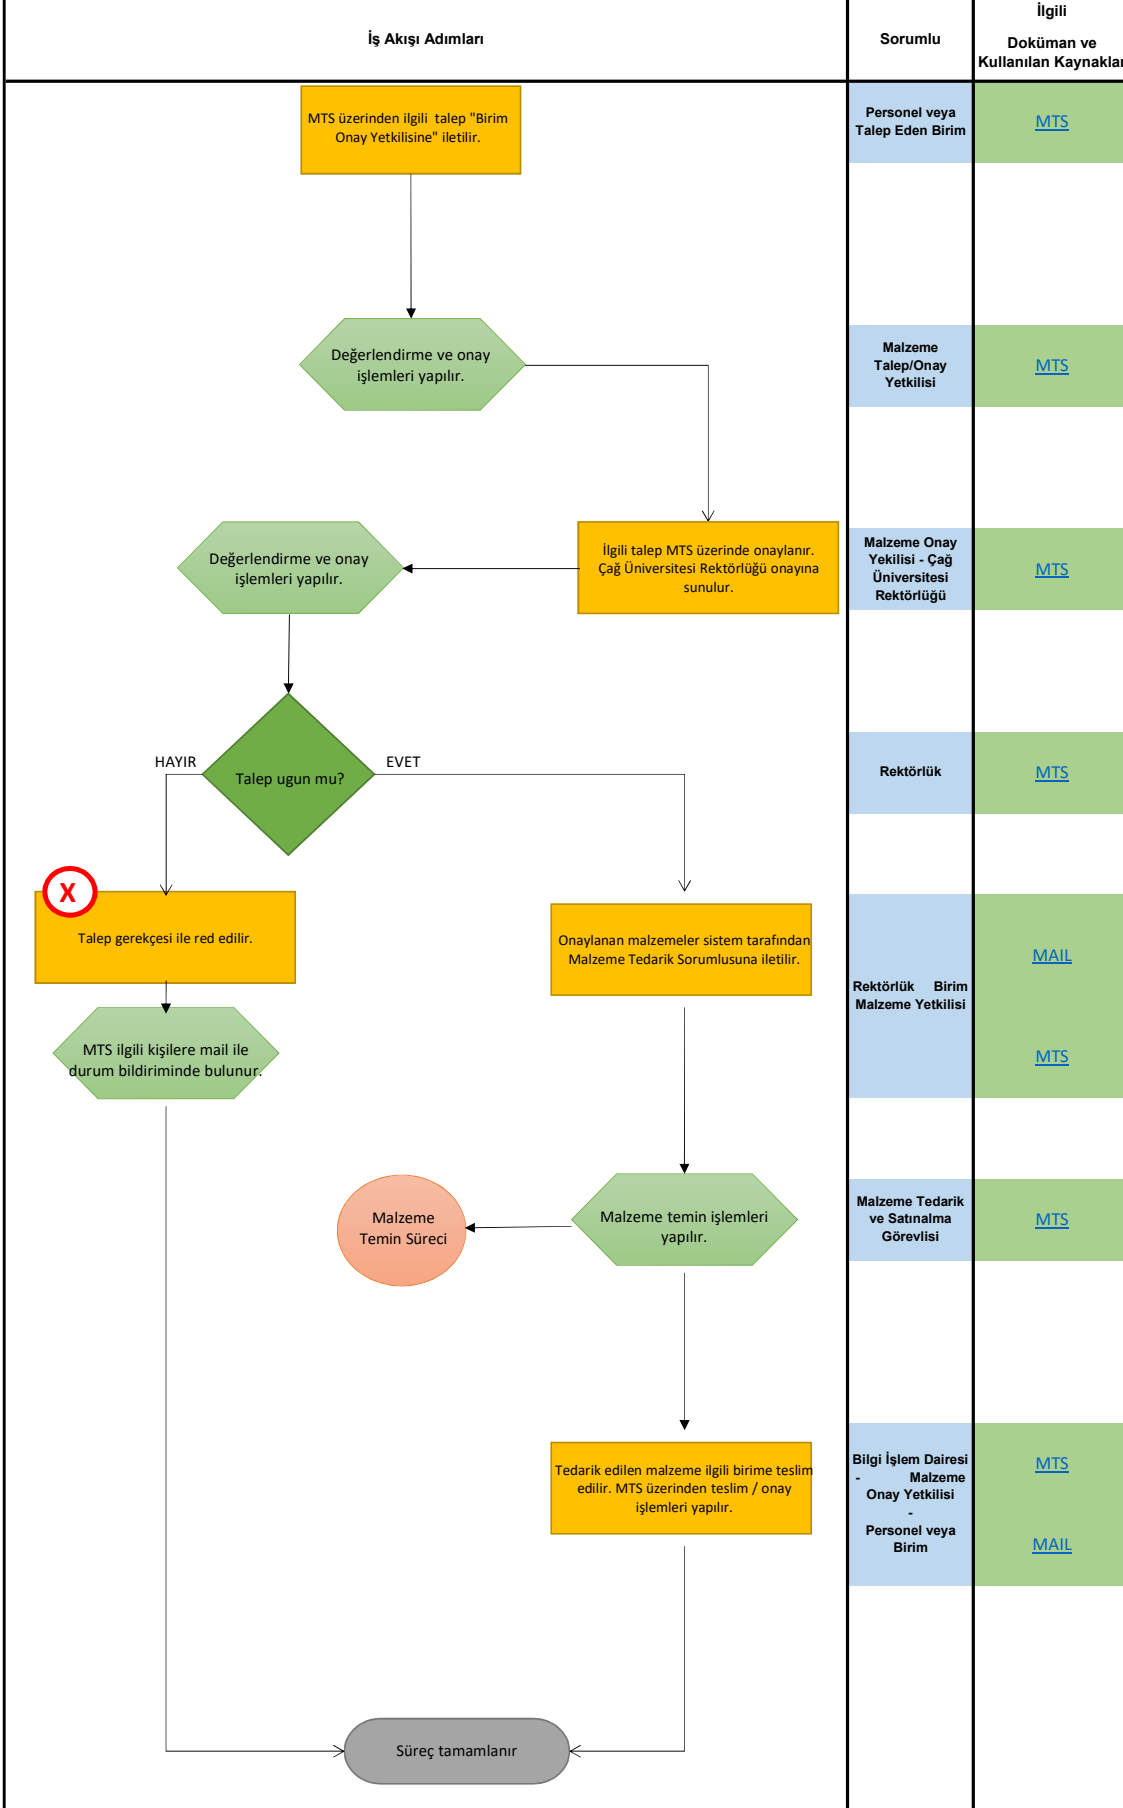 İş Akışı Adımları
Sorumlu
İlgili
Doküman ve
Kullanılan Kaynaklar
MTS üzerinden ilgili talep "Birim
Onay Yetkilisine" iletilir.
Personel veya
Talep Eden Birim
MTS
Değerlendirme ve onay
işlemleri yapılır.
Malzeme
Talep/Onay
Yetkilisi
MTS
Değerlendirme ve onay
işlemleri yapılır.
İlgili talep MTS üzerinde onaylanır.
Çağ Üniversitesi Rektörlüğü onayına
sunulur.
Malzeme Onay
Yekilisi - Çağ
Üniversitesi
Rektörlüğü
MTS
HAYIR
Talep ugun mu?
EVET
Rektörlük
MTS
X
Talep gerekçesi ile red edilir.
Onaylanan malzemeler sistem tarafından
Malzeme Tedarik Sorumlusuna iletilir.
MTS ilgili kişilere mail ile
durum bildiriminde bulunur.
Rektörlük Birim
Malzeme Yetkilisi
MAIL
MTS
Malzeme
Temin Süreci
Malzeme temin işlemleri
yapılır.
Malzeme Tedarik
ve Satınalma
Görevlisi
MTS
Tedarik edilen malzeme ilgili birime teslim
edilir. MTS üzerinden teslim / onay
işlemleri yapılır.
Bilgi İşlem Dairesi
- Malzeme
Onay Yetkilisi
-
Personel veya
Birim
MTS
MAIL
Süreç tamamlanır